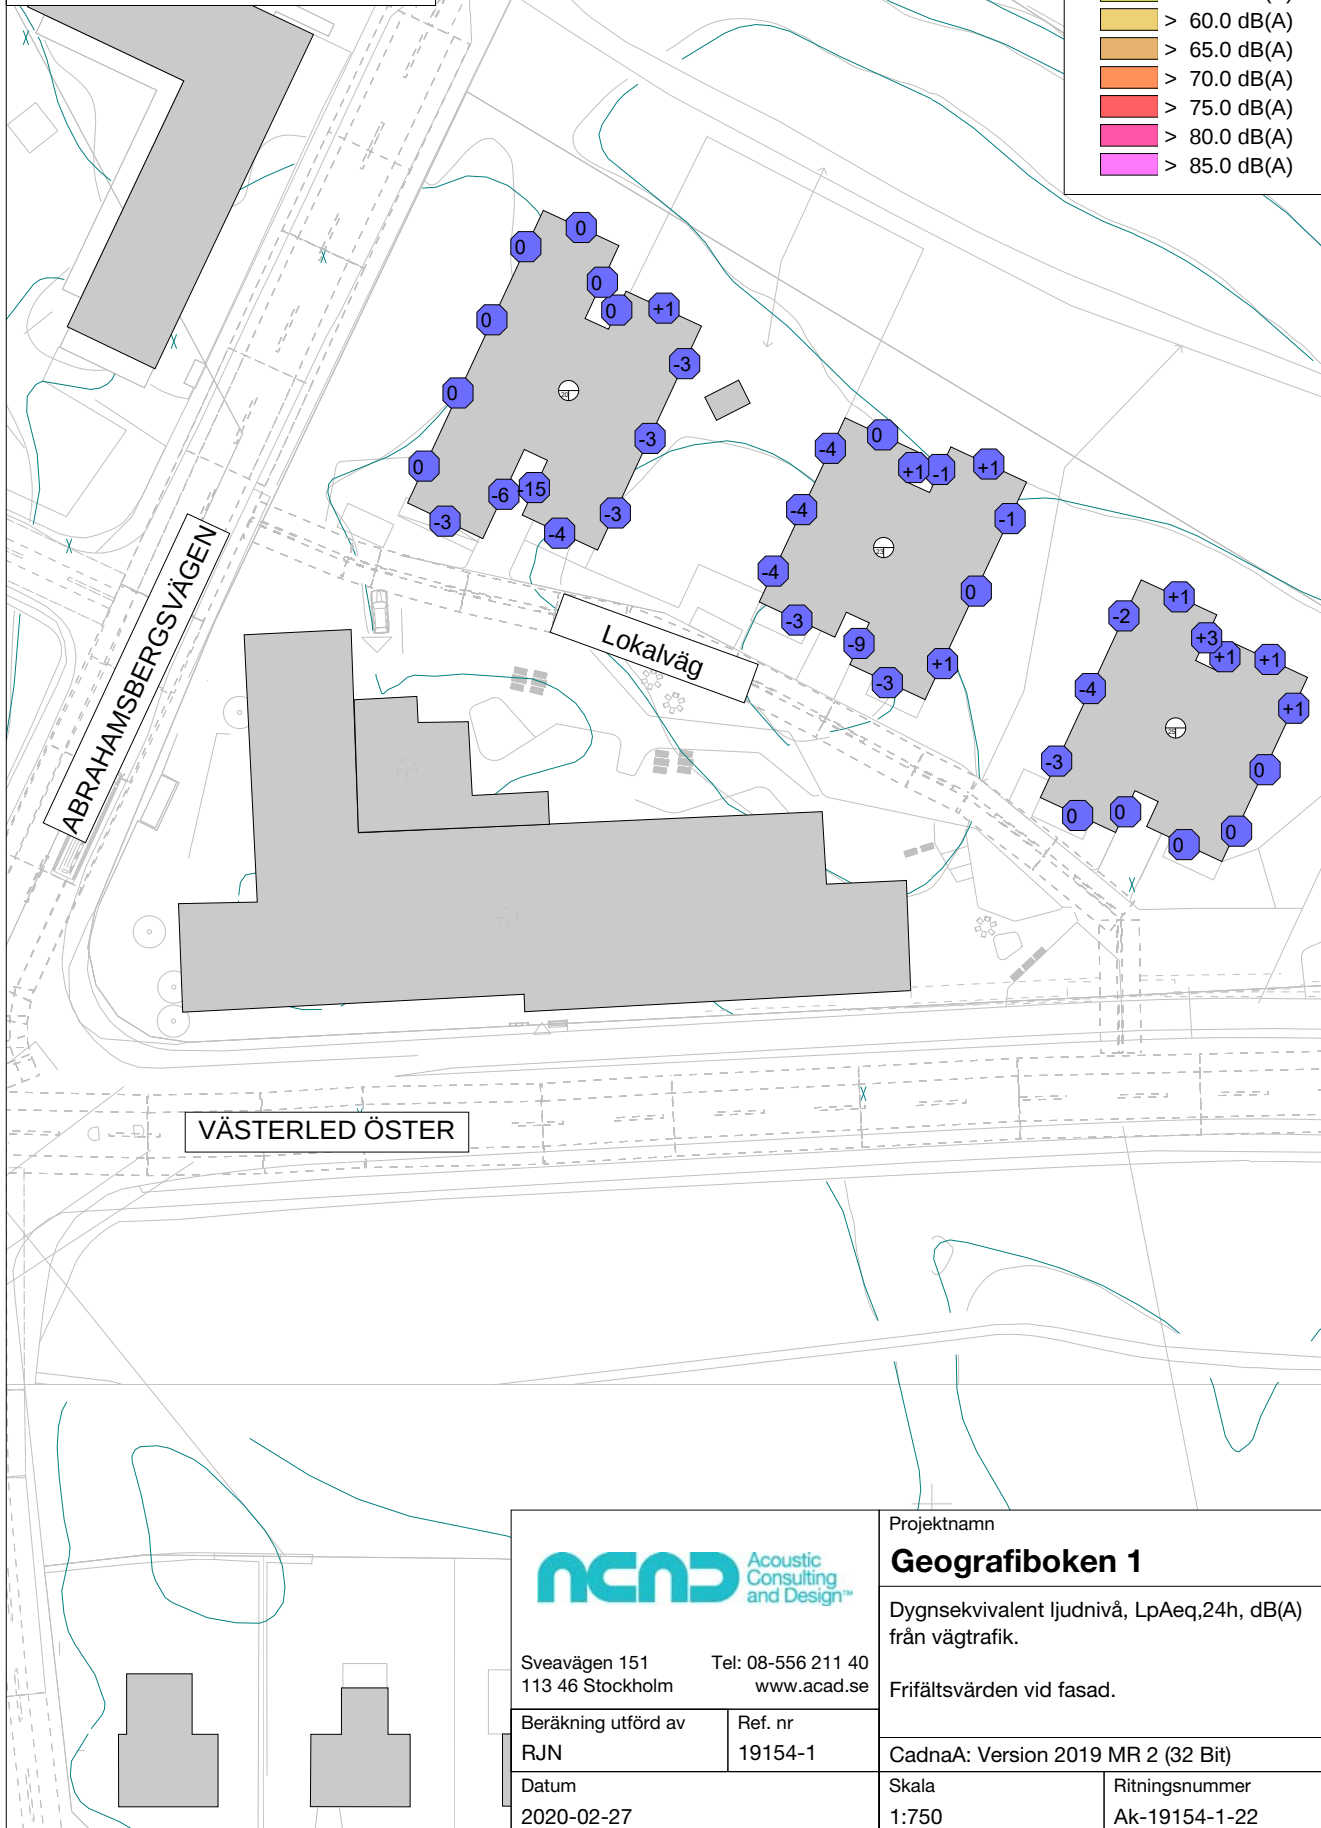 > 60.0 dB(A)
> 65.0 dB(A)
> 70.0 dB(A)
> 75.0 dB(A)
> 80.0 dB(A)
> 85.0 dB(A)
0
0
0
0
+1
0
-3
0
20
-3
0
-6
-15
-3
-3
-4
0
-4
+1
-1
+1
-4
-1
23
-4
0
-3
-9
+1
-3
+1
-2
+3
+1
+1
-4
+1
25
-3
0
0
0
0
0
ABRAHAMSBERGSVÄGEN
Lokalväg
VÄSTERLED ÖSTER
ACAD
Acoustic
Consulting
and Design™
Sveavägen 151 Tel: 08-556 211 40
113 46 Stockholm www.acad.se
Beräkning utförd av
RJN
Ref. nr
19154-1
Datum
2020-02-27
Projektnamn
Geografiboken 1
Dygnsekvivalent ljudnivå, LpAeq,24h, dB(A)
från vägtrafik.
Frifältsvärden vid fasad.
CadnaA: Version 2019 MR 2 (32 Bit)
Skala
1:750
Ritningsnummer
Ak-19154-1-22